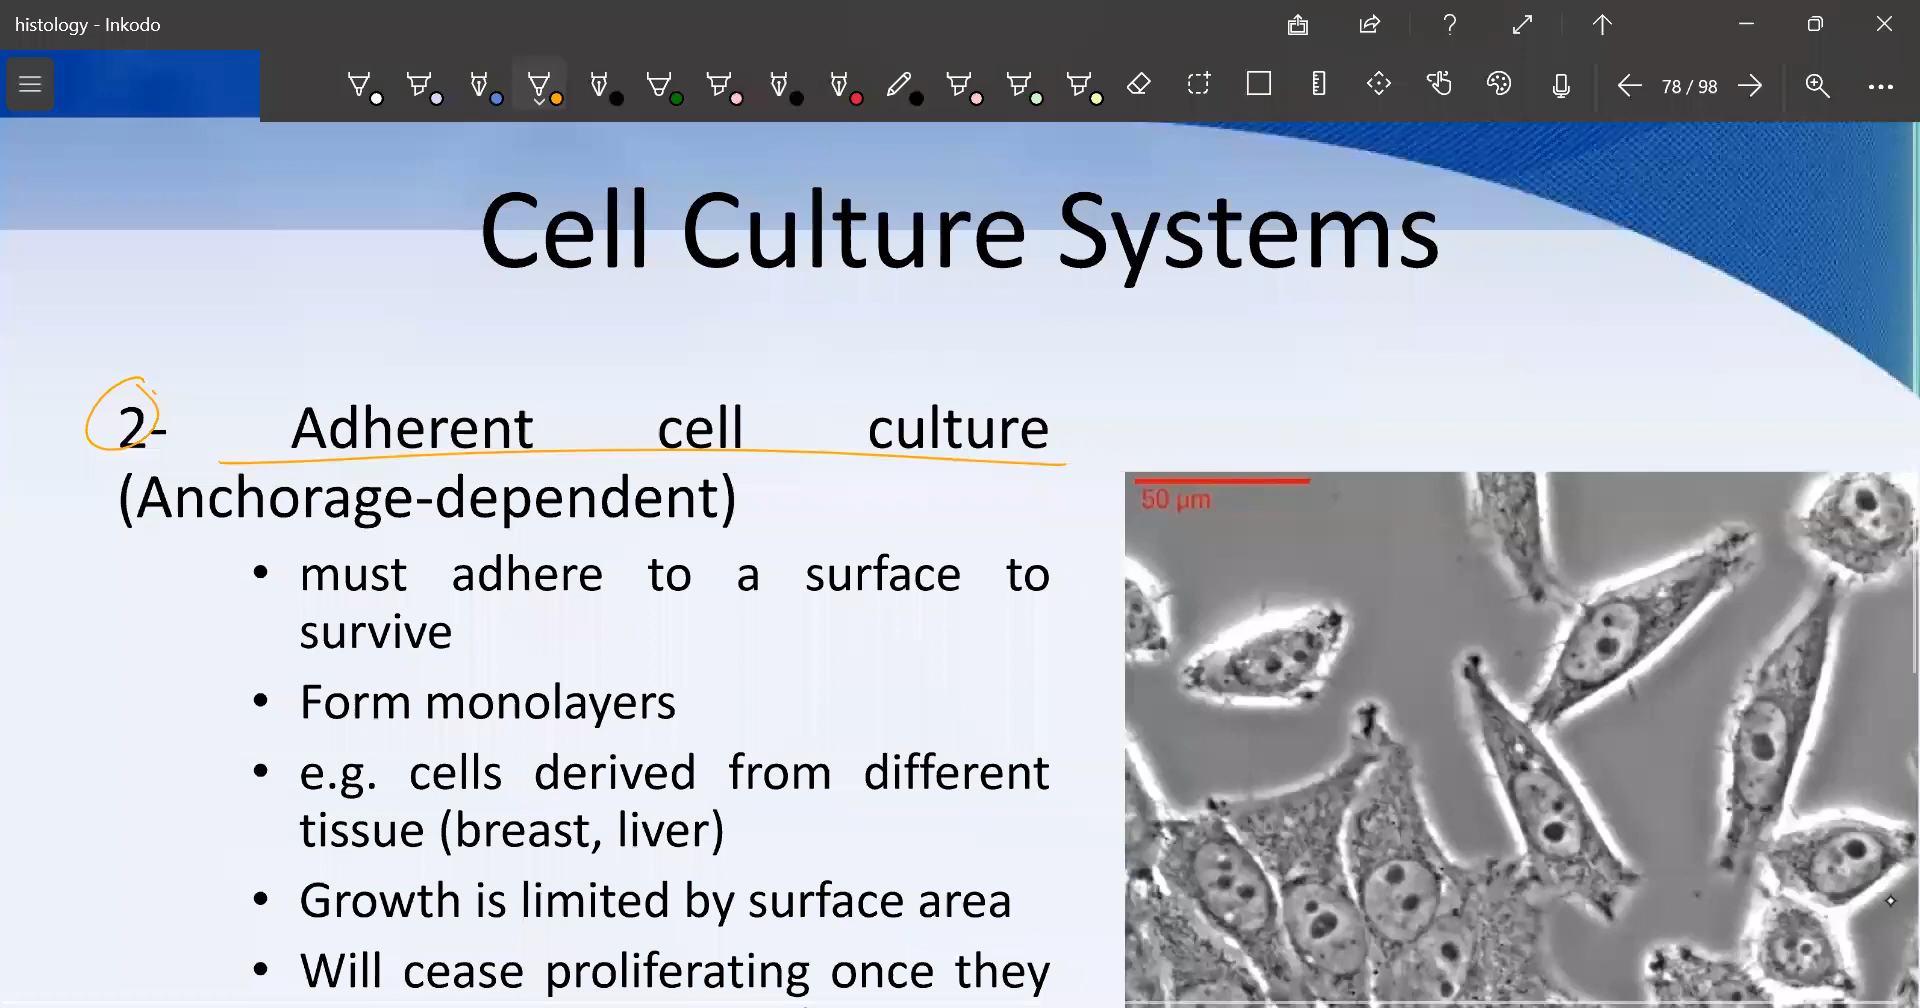 histology - Inkodo
78 / 98
Cell Culture Systems
2- Adherent cell culture
(Anchorage-dependent)
• must adhere to a surface to
survive
• Form monolayers
• e.g. cells derived from different
tissue (breast, liver)
• Growth is limited by surface area
• Will cease proliferating once they
50 µm